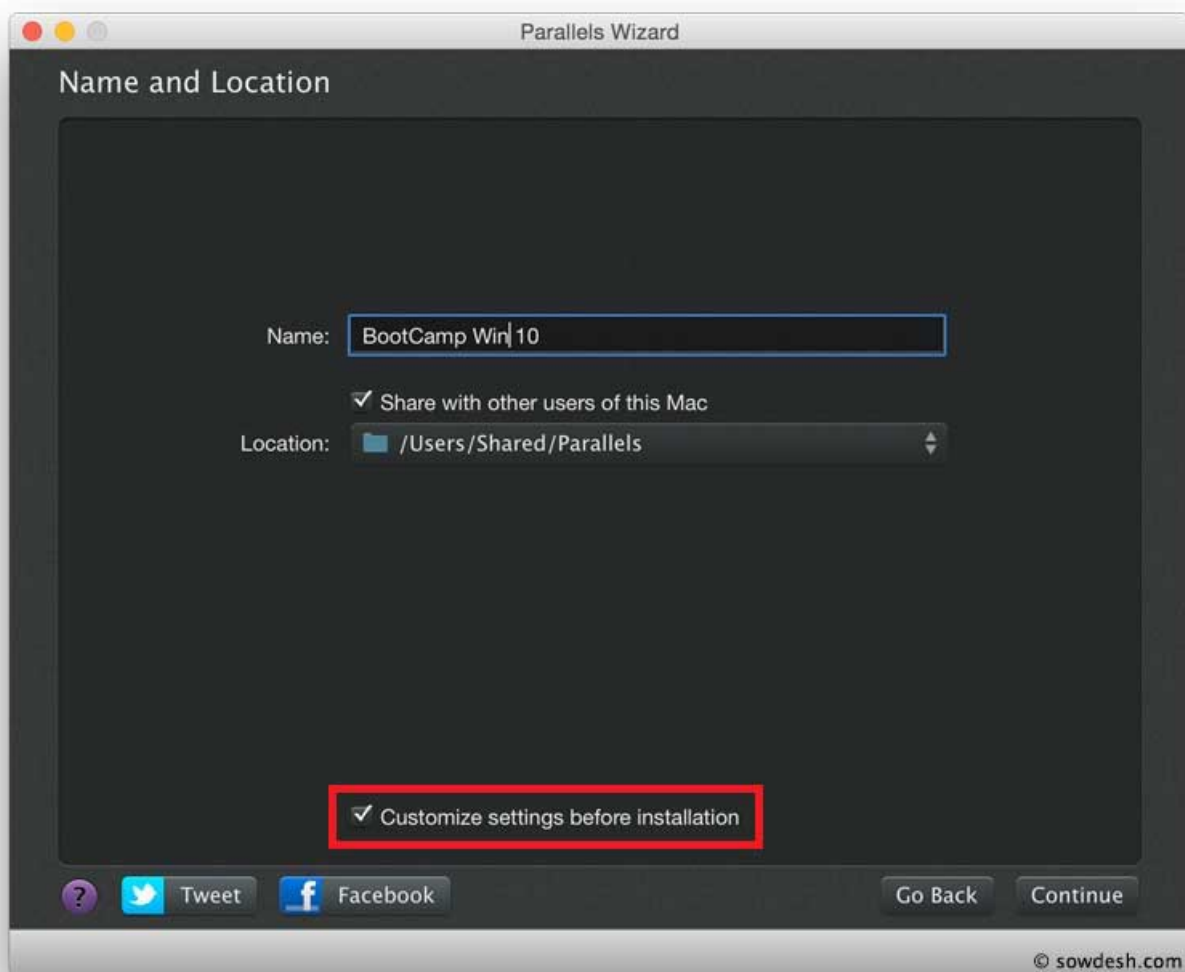 Parallels Wizard
Name and Location
Name: BootCamp Win 10
Share with other users of this Mac
Location: /Users/Shared/Parallels
Customize settings before installation
? Tweet f Facebook Go Back Continue
© sowdesh.com